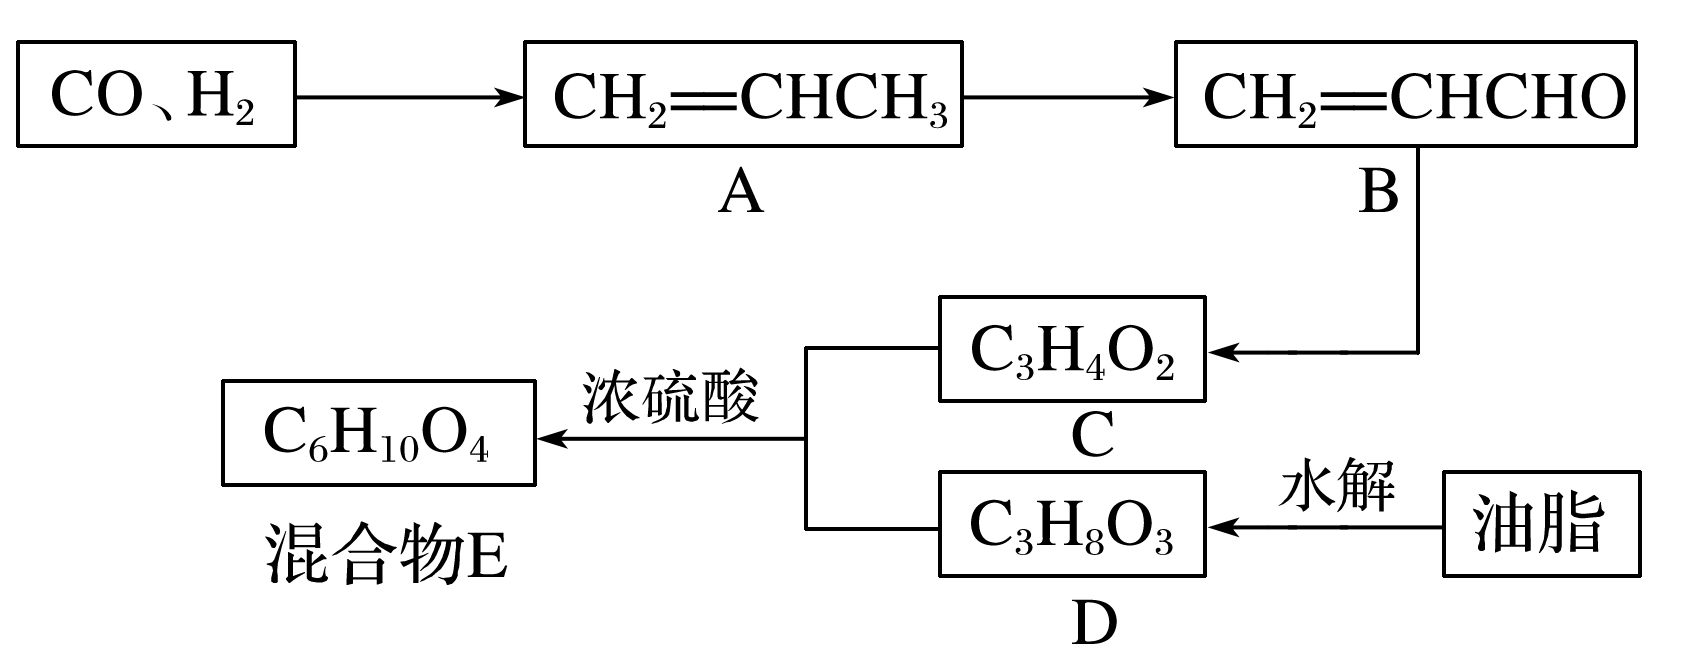 CO、H₂
CH₂═CHCH₃
CH₂═CHCHO
A
B
C₃H₄O₂
C
浓硫酸
C₆H₁₀O₄
混合物E
C₃H₈O₃
D
水解
油脂